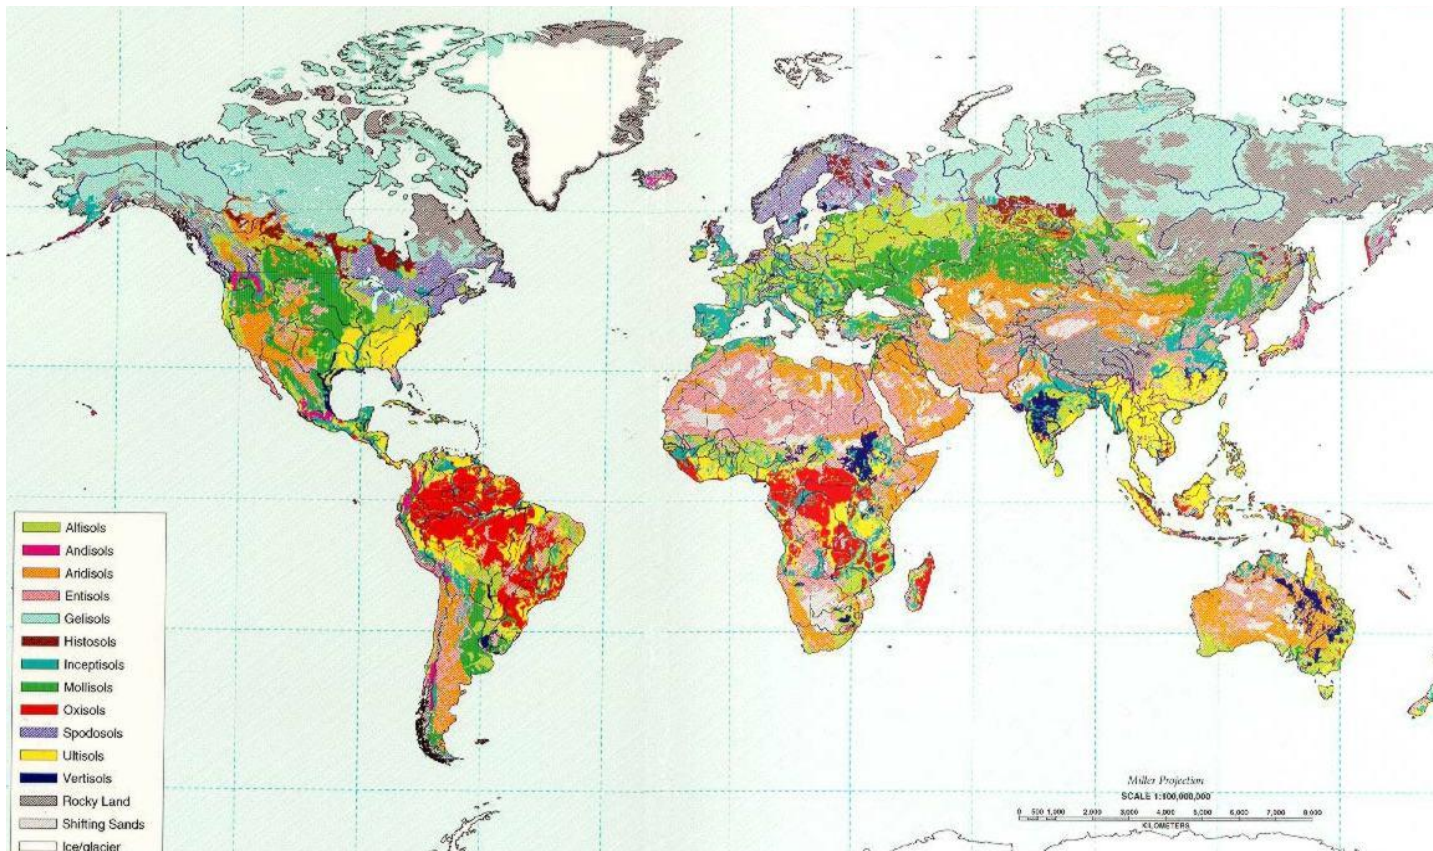 Alfisols
Andisols
Aridisols
Entisols
Gelisols
Histosols
Inceptisols
Mollisols
Oxisols
Spodosols
Ultisols
Vertisols
Rocky Land
Shifting Sands
Ice/glacier
Miller Projection
SCALE 1:100,000,000
0 500 1,000 2,000 3,000 4,000 5,000 6,000 7,000 8,000
KILOMETERS